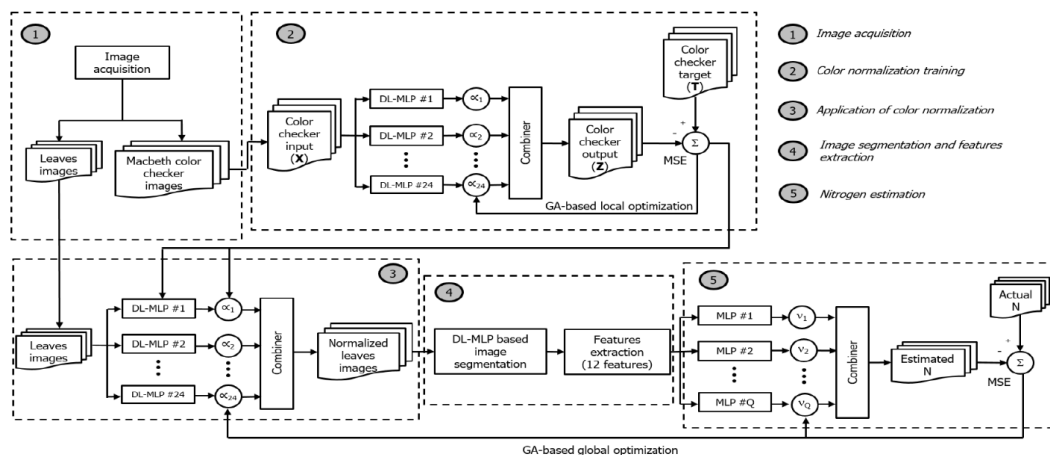 1
Image
acquisition
Leaves
images
Macbeth color
checker
images
2
Color
checker
input
(X)
DL-MLP #1
∝1
DL-MLP #2
∝2
DL-MLP #24
∝24
Combiner
Color
checker
output
(Z)
Color
checker
target
(T)
+
-
Σ
MSE
GA-based local optimization
1 Image acquisition
2 Color normalization training
3 Application of color normalization
4 Image segmentation and features
extraction
5 Nitrogen estimation
3
Leaves
images
DL-MLP #1
∝1
DL-MLP #2
∝2
DL-MLP #24
∝24
Combiner
Normalized
leaves
images
4
DL-MLP based
image
segmentation
Features
extraction
(12 features)
5
MLP #1
ν1
MLP #2
ν2
MLP #Q
νQ
Combiner
Estimated
N
Actual
N
+
-
Σ
MSE
GA-based global optimization